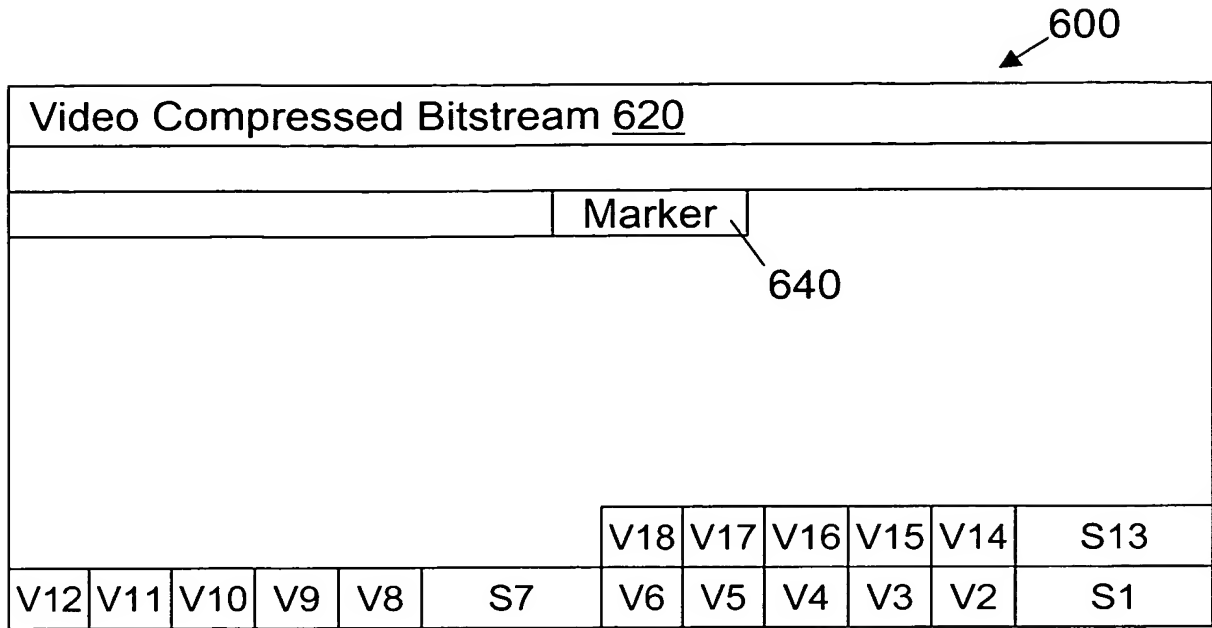 600
Video Compressed Bitstream 620
Marker
640
V18 V17 V16 V15 V14 S13
V12 V11 V10 V9 V8 S7 V6 V5 V4 V3 V2 S1